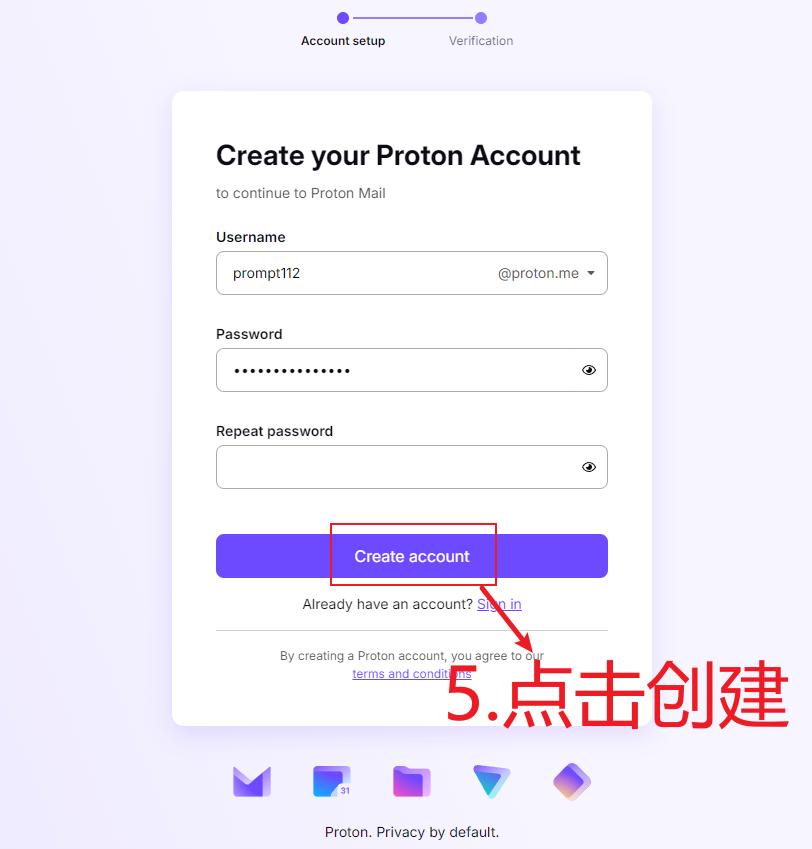 Account setup
Verification
Create your Proton Account
to continue to Proton Mail
Username
prompt112 @proton.me
Password
•••••••••••••••
Repeat password
Create account
Already have an account? Sign in
By creating a Proton account, you agree to our
terms and conditions
5.点击创建
31
Proton. Privacy by default.